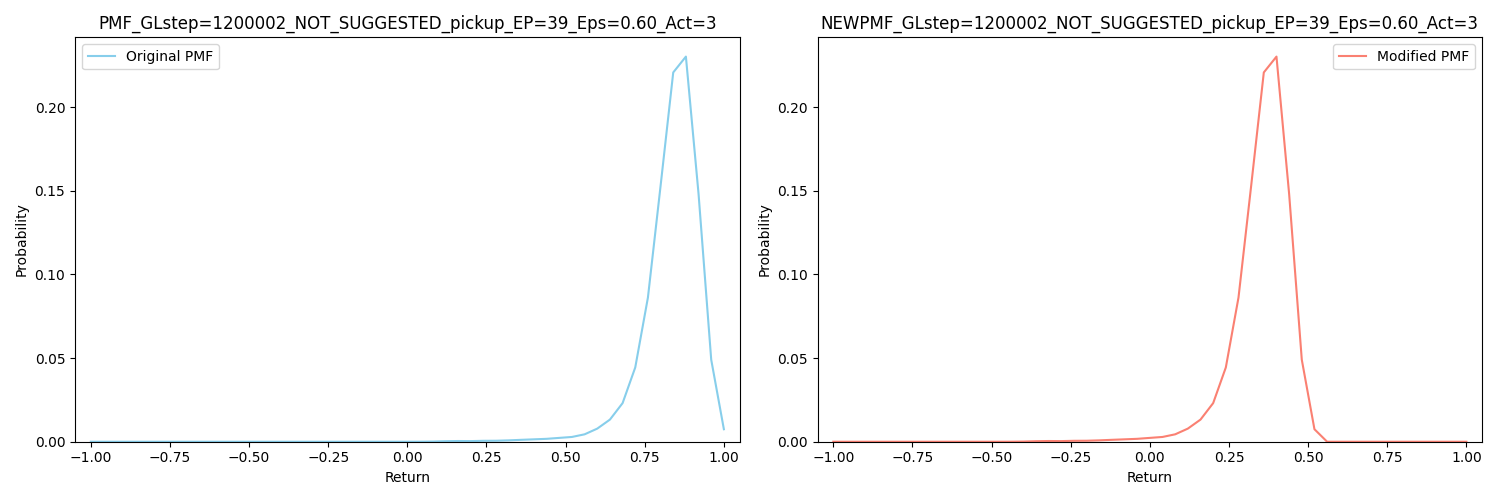 PMF_GLstep=1200002_NOT_SUGGESTED_pickup_EP=39_Eps=0.60_Act=3
Original PMF
Probability
0.20
0.15
0.10
0.05
0.00
−1.00 −0.75 −0.50 −0.25 0.00 0.25 0.50 0.75 1.00
Return
NEWPMF_GLstep=1200002_NOT_SUGGESTED_pickup_EP=39_Eps=0.60_Act=3
Modified PMF
Probability
0.20
0.15
0.10
0.05
0.00
−1.00 −0.75 −0.50 −0.25 0.00 0.25 0.50 0.75 1.00
Return